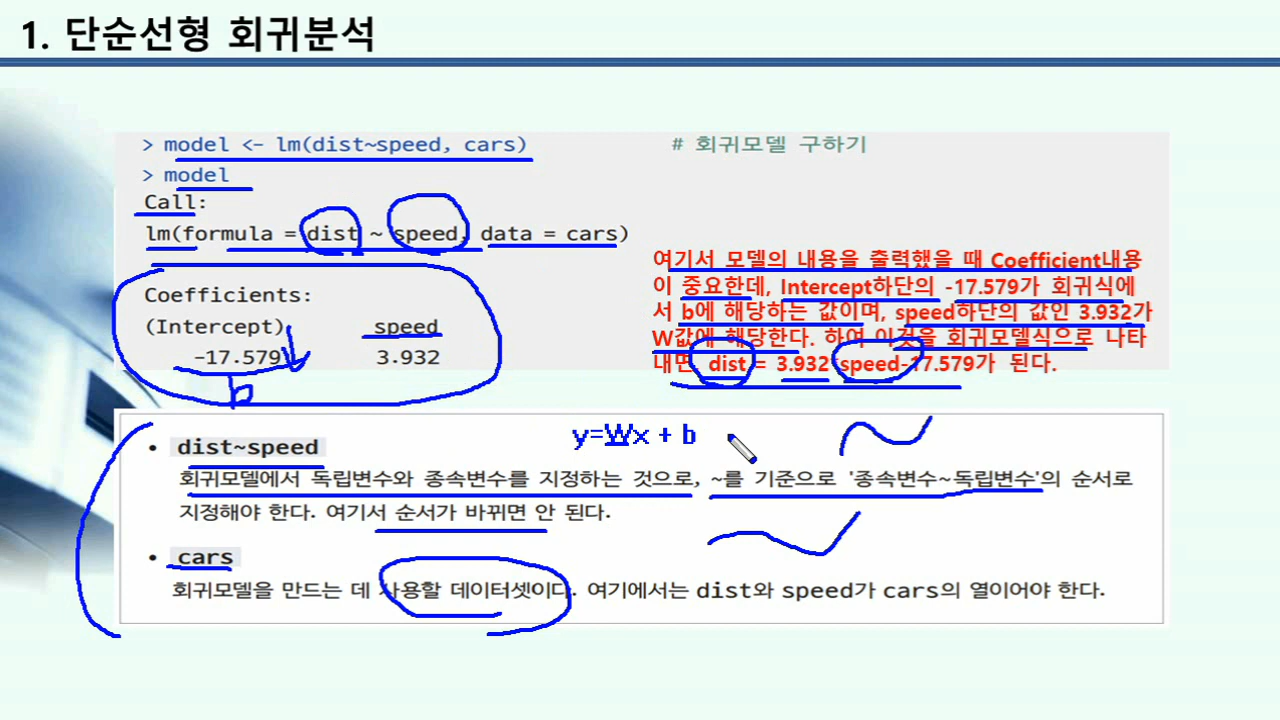 1. 단순선형 회귀분석
> model <- lm(dist~speed, cars) # 회귀모델 구하기
> model
Call:
lm(formula = dist ~ speed, data = cars)
Coefficients:
(Intercept) speed
-17.579 3.932
b
여기서 모델의 내용을 출력했을 때 Coefficient내용
이 중요한데, Intercept하단의 -17.579가 회귀식에
서 b에 해당하는 값이며, speed하단의 값인 3.932가
W값에 해당한다. 하여 이것을 회귀모델식으로 나타
내면 dist = 3.932 speed-17.579가 된다.
y=Wx + b
• dist~speed
회귀모델에서 독립변수와 종속변수를 지정하는 것으로, ~를 기준으로 '종속변수~독립변수'의 순서로
지정해야 한다. 여기서 순서가 바뀌면 안 된다.
• cars
회귀모델을 만드는 데 사용할 데이터셋이다. 여기에서는 dist와 speed가 cars의 열이어야 한다.